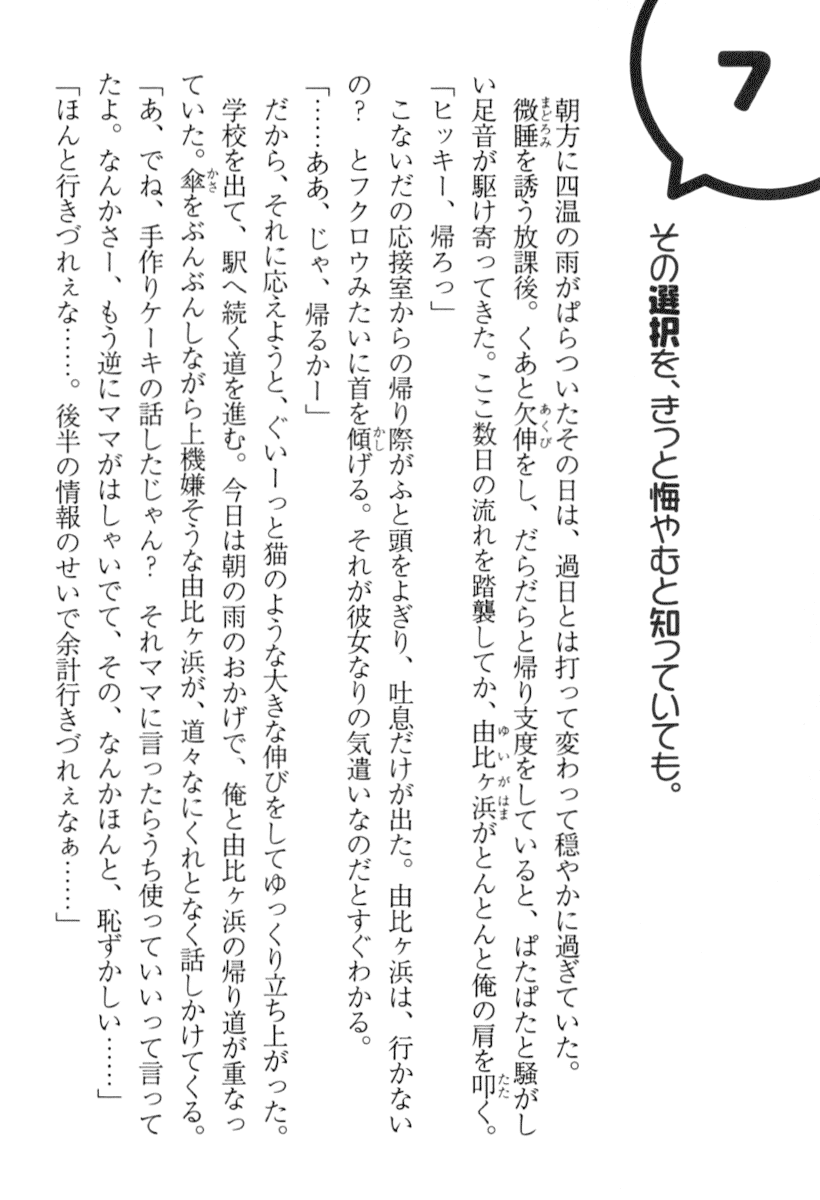 7
その選択を、きっと悔やむと知っていても。
朝方に四温の雨がぱらついたその日は、過日とは打って変わって穏やかに過ぎていた。
微睡を誘う放課後。くあと欠伸をし、だらだらと帰り支度をしていると、ぱたぱたと騒がし
い足音が駆け寄ってきた。ここ数日の流れを踏襲してか、由比ヶ浜がとんとんと俺の肩を叩く。
「ヒッキー、帰ろっ」
こないだの応接室からの帰り際がふと頭をよぎり、吐息だけが出た。由比ヶ浜は、行かない
の？　とフクロウみたいに首を傾げる。それが彼女なりの気遣いなのだとすぐわかる。
「……ああ、じゃ、帰るかー」
だから、それに応えようと、ぐいーっと猫のような大きな伸びをしてゆっくり立ち上がった。
学校を出て、駅へ続く道を進む。今日は朝の雨のおかげで、俺と由比ヶ浜の帰り道が重なっ
ていた。傘をぶんぶんしながら上機嫌そうな由比ヶ浜が、道々なにくれとなく話しかけてくる。
「あ、でね、手作りケーキの話したじゃん？　それママに言ったらうち使っていいって言って
たよ。なんかさー、もう逆にママがはしゃいでて、その、なんかほんと、恥ずかしい……」
「ほんと行きづれぇな……。後半の情報のせいで余計行きづれぇなぁ……」